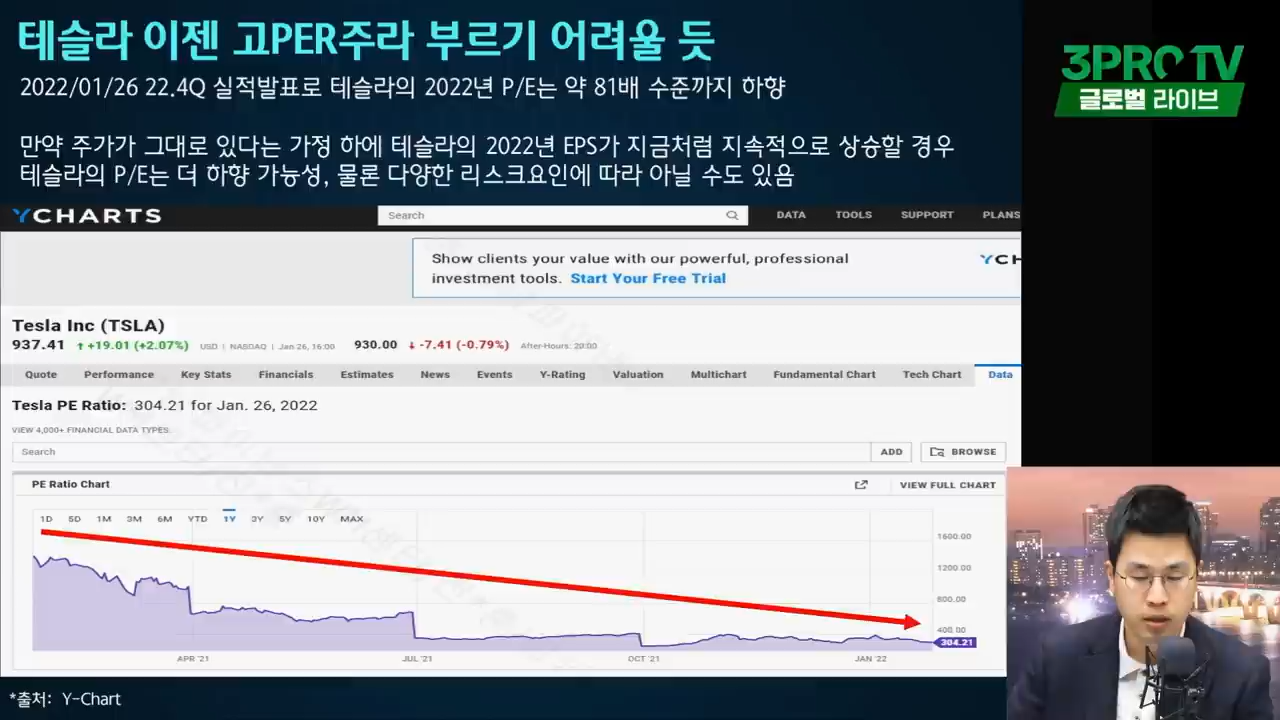 테슬라 이젠 고PER주라 부르기 어려울 듯
2022/01/26 22.4Q 실적발표로 테슬라의 2022년 P/E는 약 81배 수준까지 하향
만약 주가가 그대로 있다는 가정 하에 테슬라의 2022년 EPS가 지금처럼 지속적으로 상승할 경우
테슬라의 P/E는 더 하향 가능성, 물론 다양한 리스크요인에 따라 아닐 수도 있음
3PRO TV
글로벌 라이브
YCHARTS
Search
DATA TOOLS SUPPORT PLANS
Show clients your value with our powerful, professional
investment tools. Start Your Free Trial
YCH
Tesla Inc (TSLA)
937.41 ↑ +19.01 (+2.07%) USD | NASDAQ | Jan 26, 16:00 930.00 ↓ -7.41 (-0.79%) After-Hours: 20:00
Quote Performance Key Stats Financials Estimates News Events Y-Rating Valuation Multichart Fundamental Chart Tech Chart Data
Tesla PE Ratio: 304.21 for Jan. 26, 2022
VIEW 4,000+ FINANCIAL DATA TYPES
Search ADD BROWSE
PE Ratio Chart VIEW FULL CHART
1D 5D 1M 3M 6M YTD 1Y 3Y 5Y 10Y MAX
1600.00
1200.00
800.00
400.00
304.21
APR '21 JUL '21 OCT '21 JAN '22
*출처: Y-Chart